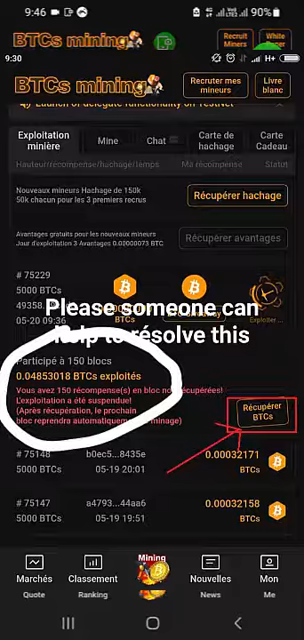 9:46
90%
BTCs mining
Recruit Miners
White Paper
9:30
H+
BTCs mining
Recruter mes mineurs
Livre blanc
Launch of delegate functionality on TestNet
Exploitation minière
Mine
Chat
Carte de hachage
Carte Cadeau
Hauteur/récompense/hachage/temps
Ma récompense
Statut
Nouveaux mineurs Hachage de 150k
50k chacun pour les 3 premiers recrus
Récupérer hachage
Avantages gratuits pour les nouveaux mineurs
Jour d'exploitation 3 Avantages 0.00000073 BTC
Récupérer avantages
# 75229
5000 BTCs
49358
05-20 09:36
BTCs
Exploiter
Please someone can
help to resolve this
Participé à 150 blocs
0.04853018 BTCs exploités
Vous avez 150 récompense(s) en bloc non récupérées!
L'exploitation a été suspendue!
(Après récupération, le prochain
bloc reprendra automatiquement minage)
Récupérer BTCs
# 75148
b0ec5...8435e
0.00032171
5000 BTCs
05-19 20:01
BTCs
# 75147
a4793...44aa6
0.00032158
5000 BTCs
05-19 19:51
BTCs
Mining
Marchés
Classement
Nouvelles
Mon
Quote
Ranking
News
Me